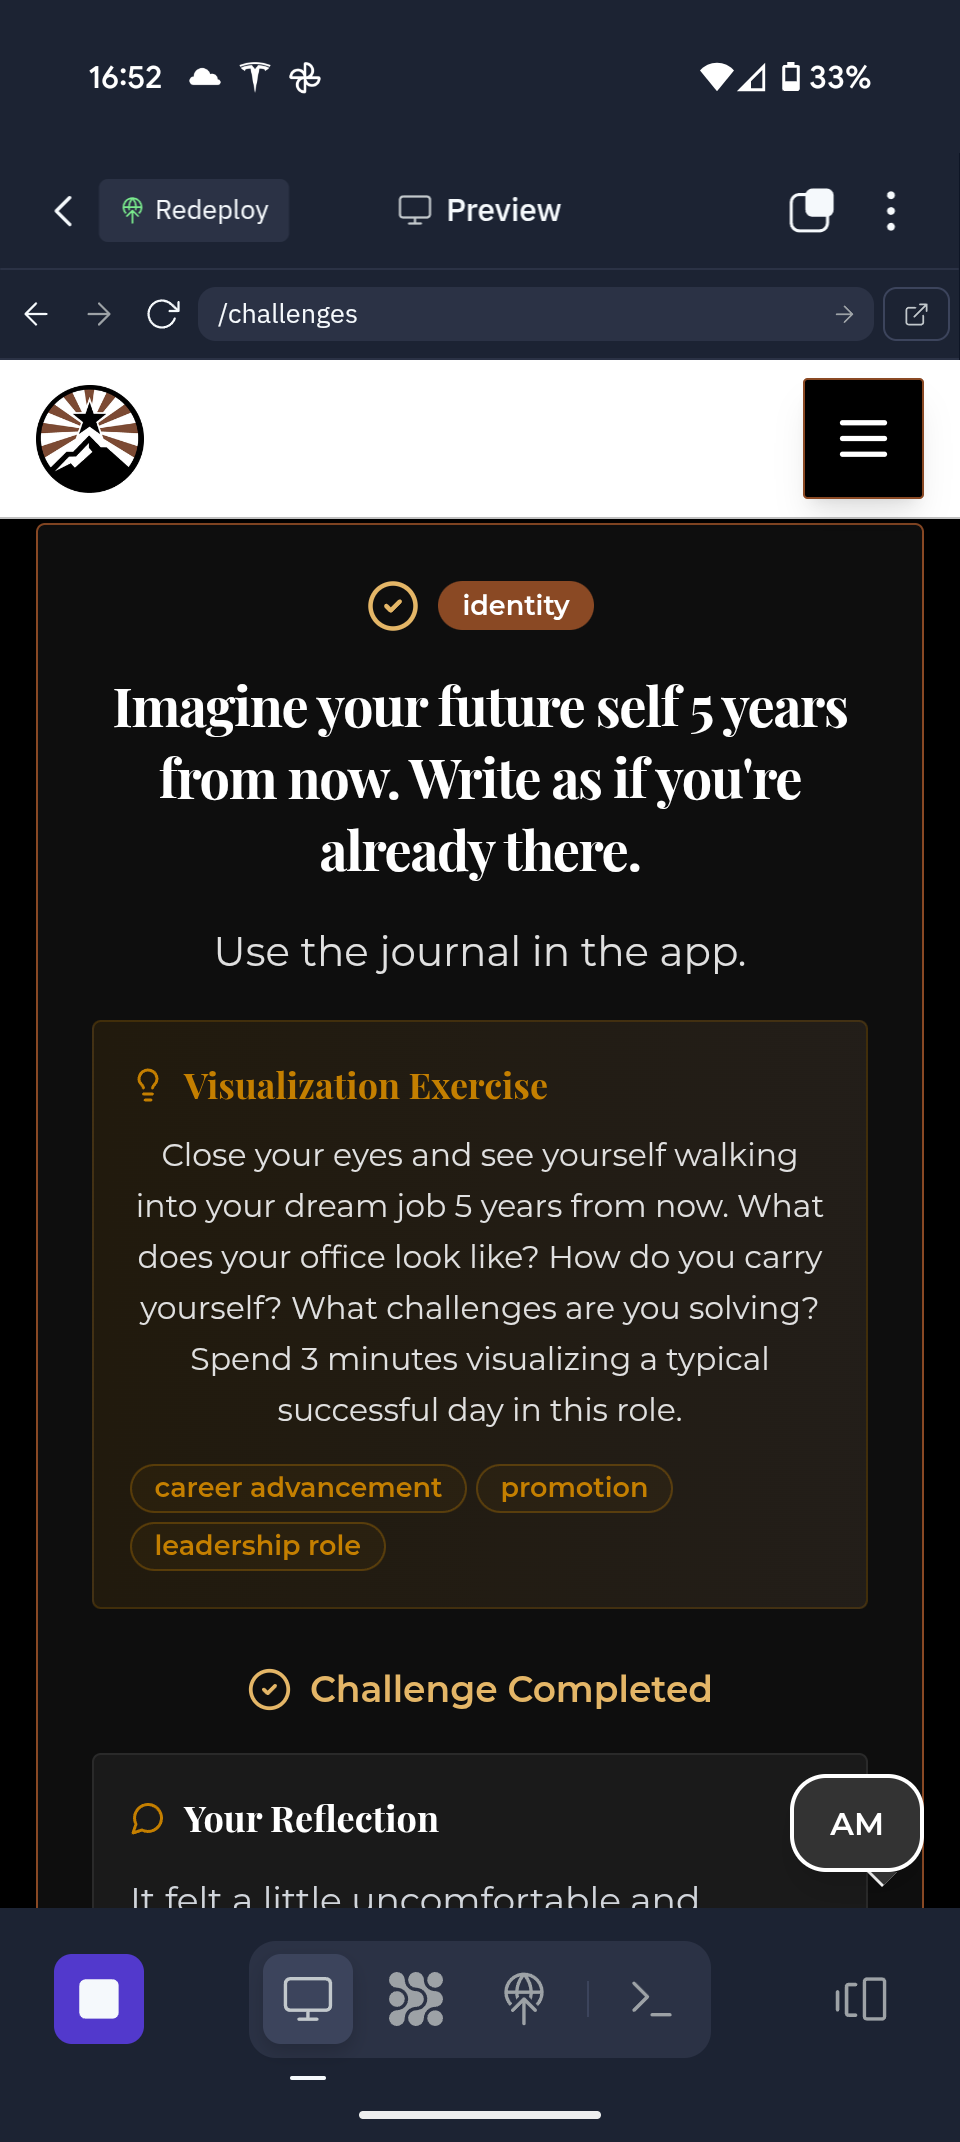 16:52
33%
Redeploy
Preview
/challenges
identity
Imagine your future self 5 years
from now. Write as if you're
already there.
Use the journal in the app.
Visualization Exercise
Close your eyes and see yourself walking
into your dream job 5 years from now. What
does your office look like? How do you carry
yourself? What challenges are you solving?
Spend 3 minutes visualizing a typical
successful day in this role.
career advancement
promotion
leadership role
Challenge Completed
Your Reflection
AM
It felt a little uncomfortable and